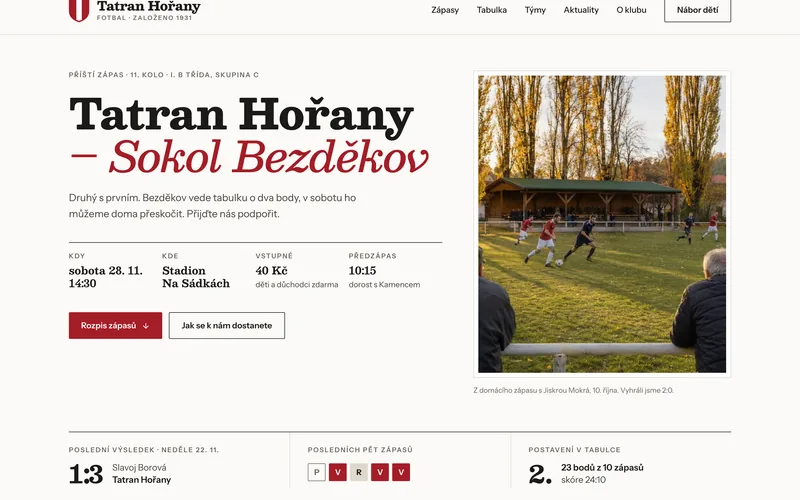 Tatran Hořany
FOTBAL · ZALOŽENO 1931
Zápasy
Tabulka
Týmy
Aktuality
O klubu
Nábor dětí
PŘÍŠTÍ ZÁPAS · 11. KOLO · I. B TŘÍDA, SKUPINA C
Tatran Hořany
– Sokol Bezděkov
Druhý s prvním. Bezděkov vede tabulku o dva body, v sobotu ho
můžeme doma přeskočit. Přijďte nás podpořit.
KDY
sobota 28. 11.
14:30
KDE
Stadion
Na Sádkách
VSTUPNÉ
40 Kč
děti a důchodci zdarma
PŘEDZÁPAS
10:15
dorost s Kamencem
Rozpis zápasů ↓
Jak se k nám dostanete
Z domácího zápasu s Jiskrou Mokrá, 10. října. Vyhráli jsme 2:0.
POSLEDNÍ VÝSLEDEK · NEDĚLE 22. 11.
1:3
Slavoj Borová
Tatran Hořany
POSLEDNÍCH PĚT ZÁPASŮ
P V R V V
POSTAVENÍ V TABULCE
2.
23 bodů z 10 zápasů
skóre 24:10